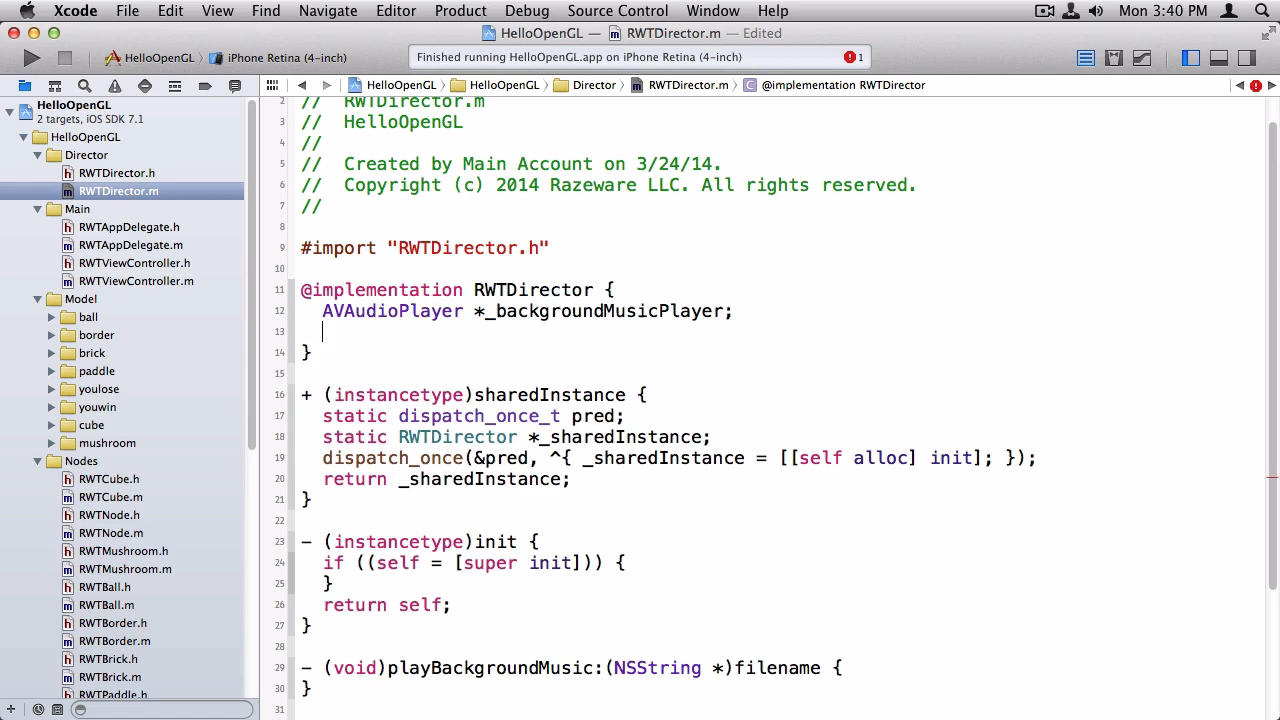 Xcode File Edit View Find Navigate Editor Product Debug Source Control Window Help Mon 3:40 PM
HelloOpenGL › RWTDirector.m — Edited
HelloOpenGL › iPhone Retina (4-inch)
Finished running HelloOpenGL.app on iPhone Retina (4-inch) 1
HelloOpenGL › HelloOpenGL › Director › RWTDirector.m › C @implementation RWTDirector
HelloOpenGL
2 targets, iOS SDK 7.1
HelloOpenGL
Director
h RWTDirector.h
m RWTDirector.m
Main
h RWTAppDelegate.h
m RWTAppDelegate.m
h RWTViewController.h
m RWTViewController.m
Model
ball
border
brick
paddle
youlose
youwin
cube
mushroom
Nodes
h RWTCube.h
m RWTCube.m
h RWTNode.h
m RWTNode.m
h RWTMushroom.h
m RWTMushroom.m
h RWTBall.h
m RWTBall.m
h RWTBorder.h
m RWTBorder.m
h RWTBrick.h
m RWTBrick.m
h RWTPaddle.h
2 //  RWTDirector.m
3 //  HelloOpenGL
4 //
5 //  Created by Main Account on 3/24/14.
6 //  Copyright (c) 2014 Razeware LLC. All rights reserved.
7 //
8
9 #import "RWTDirector.h"
10
11 @implementation RWTDirector {
12   AVAudioPlayer *_backgroundMusicPlayer;
13
14 }
15
16 + (instancetype)sharedInstance {
17   static dispatch_once_t pred;
18   static RWTDirector *_sharedInstance;
19   dispatch_once(&pred, ^{ _sharedInstance = [[self alloc] init]; });
20   return _sharedInstance;
21 }
22
23 - (instancetype)init {
24   if ((self = [super init])) {
25   }
26   return self;
27 }
28
29 - (void)playBackgroundMusic:(NSString *)filename {
30 }
31